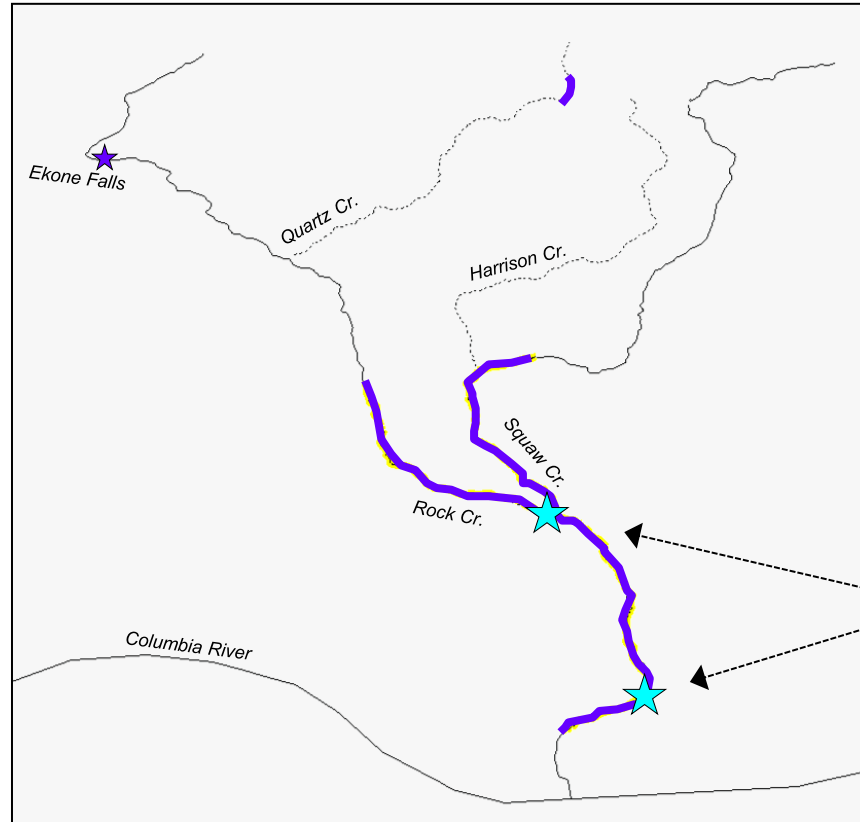 Ekone Falls
Quartz Cr.
Harrison Cr.
Squaw Cr.
Rock Cr.
Columbia River